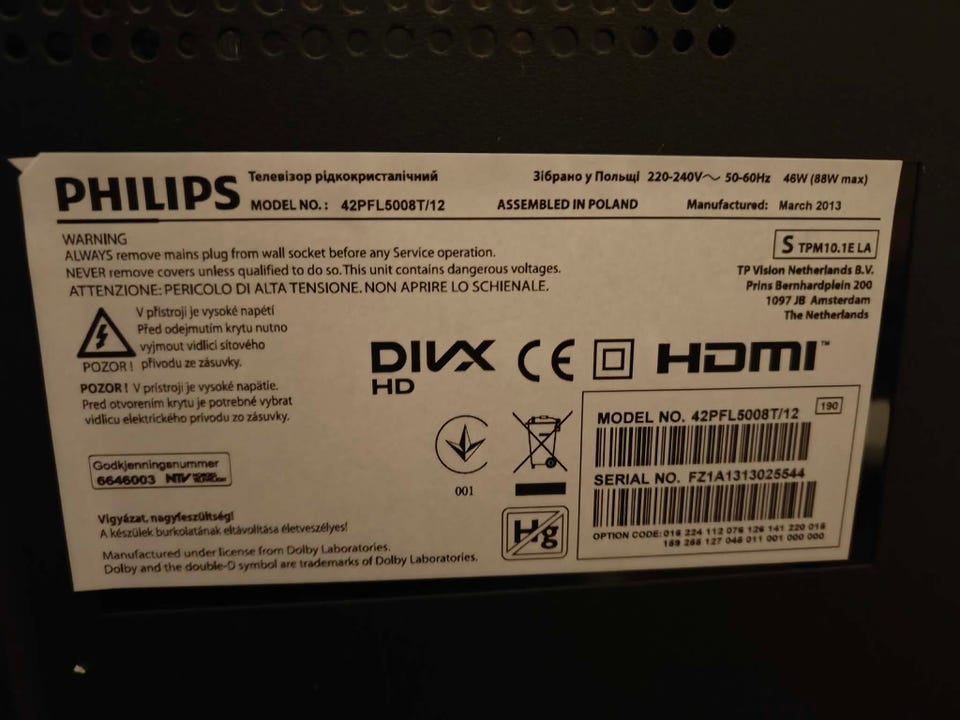 PHILIPS
Телевізор рідкокристалічний
Зібрано у Польщі 220-240V~ 50-60Hz 46W (88W max)
MODEL NO.: 42PFL5008T/12 ASSEMBLED IN POLAND Manufactured: March 2013
WARNING
ALWAYS remove mains plug from wall socket before any Service operation.
NEVER remove covers unless qualified to do so. This unit contains dangerous voltages.
ATTENZIONE: PERICOLO DI ALTA TENSIONE. NON APRIRE LO SCHIENALE.
S TPM10.1E LA
TP Vision Netherlands B.V.
Prins Bernhardplein 200
1097 JB Amsterdam
The Netherlands
V přístroji je vysoké napětí
Před odejmutím krytu nutno
vyjmout vidlici síťového
POZOR! přívodu ze zásuvky.
POZOR! V prístroji je vysoké napätie.
Pred otvorením krytu je potrebné vybrat
vidlicu elektrického prívodu zo zásuvky.
DIVX
HD
CE
HDMI™
Godkjenningsnummer
6646003 NTV
001
Hg
MODEL NO. 42PFL5008T/12 190
SERIAL NO. FZ1A1313025544
OPTION CODE: 016 224 112 076 126 141 220 016
189 268 127 046 011 001 000 000
Vigyázat, nagyfeszültség!
A készülék burkolatának eltávolítása életveszélyes!
Manufactured under license from Dolby Laboratories.
Dolby and the double-D symbol are trademarks of Dolby Laboratories.